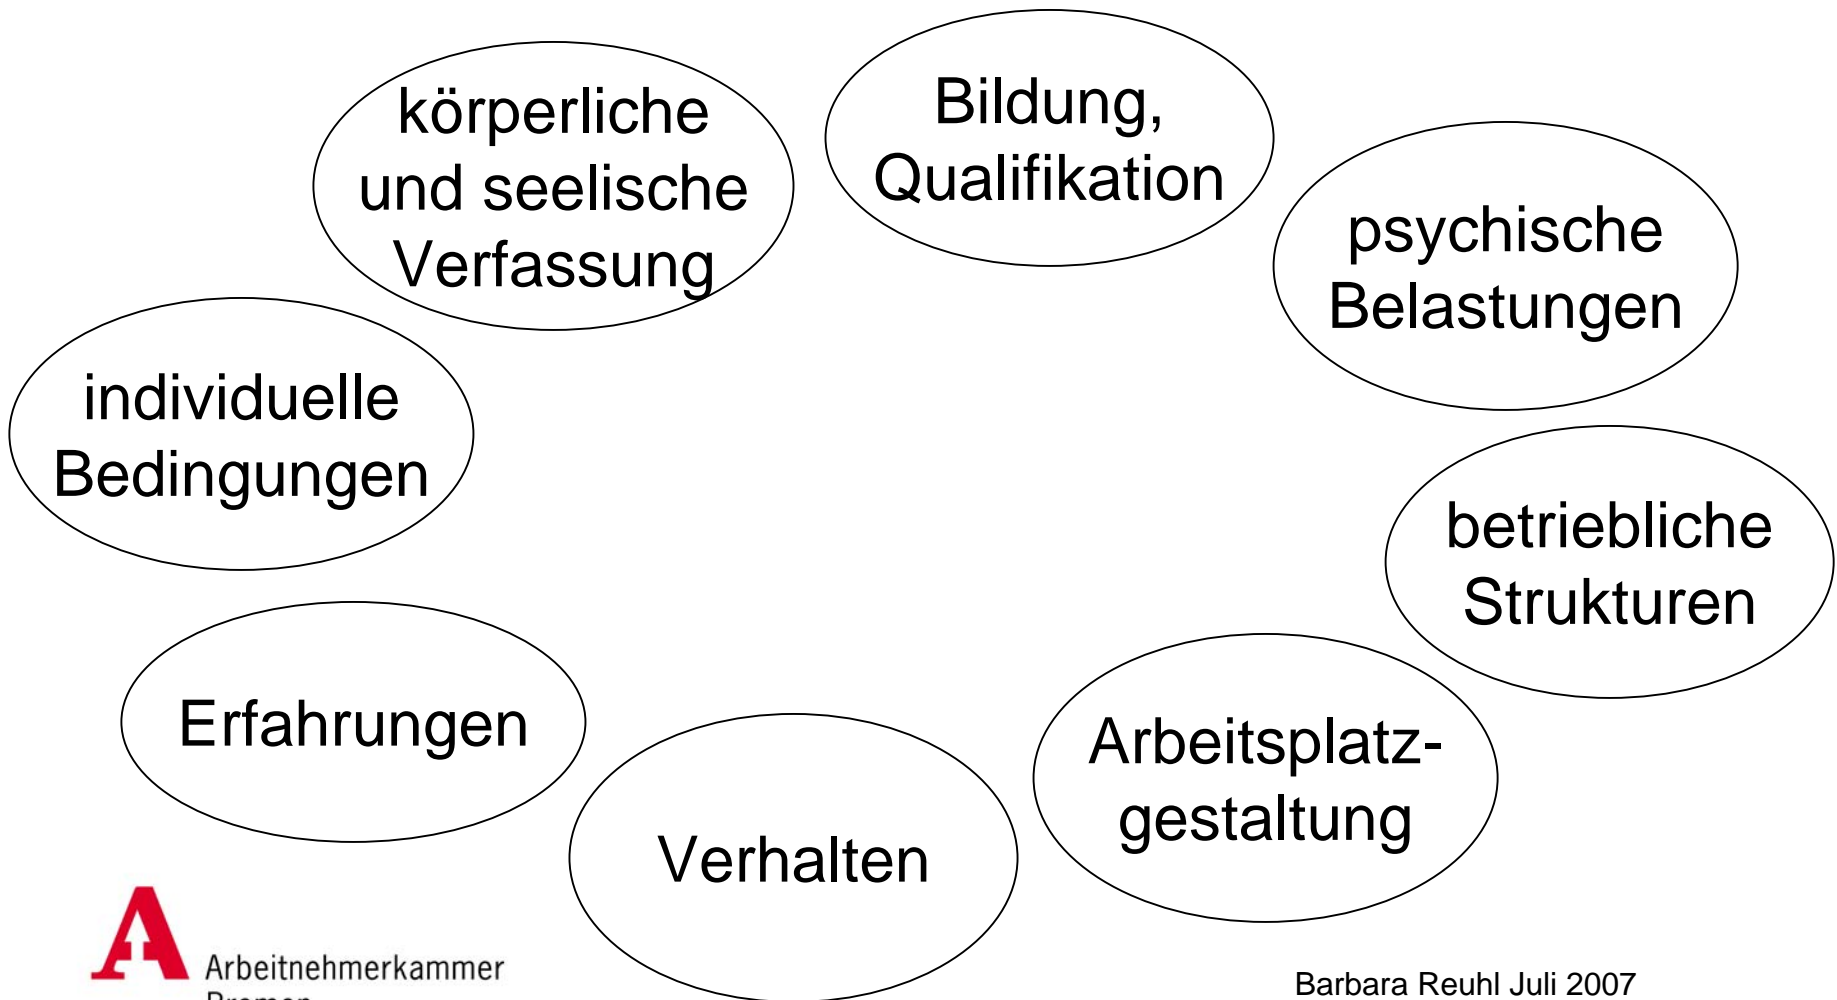 körperliche
und seelische
Verfassung
Bildung,
Qualifikation
psychische
Belastungen
individuelle
Bedingungen
betriebliche
Strukturen
Erfahrungen
Verhalten
Arbeitsplatz-
gestaltung
Arbeitnehmerkammer
Bremen
Barbara Reuhl Juli 2007